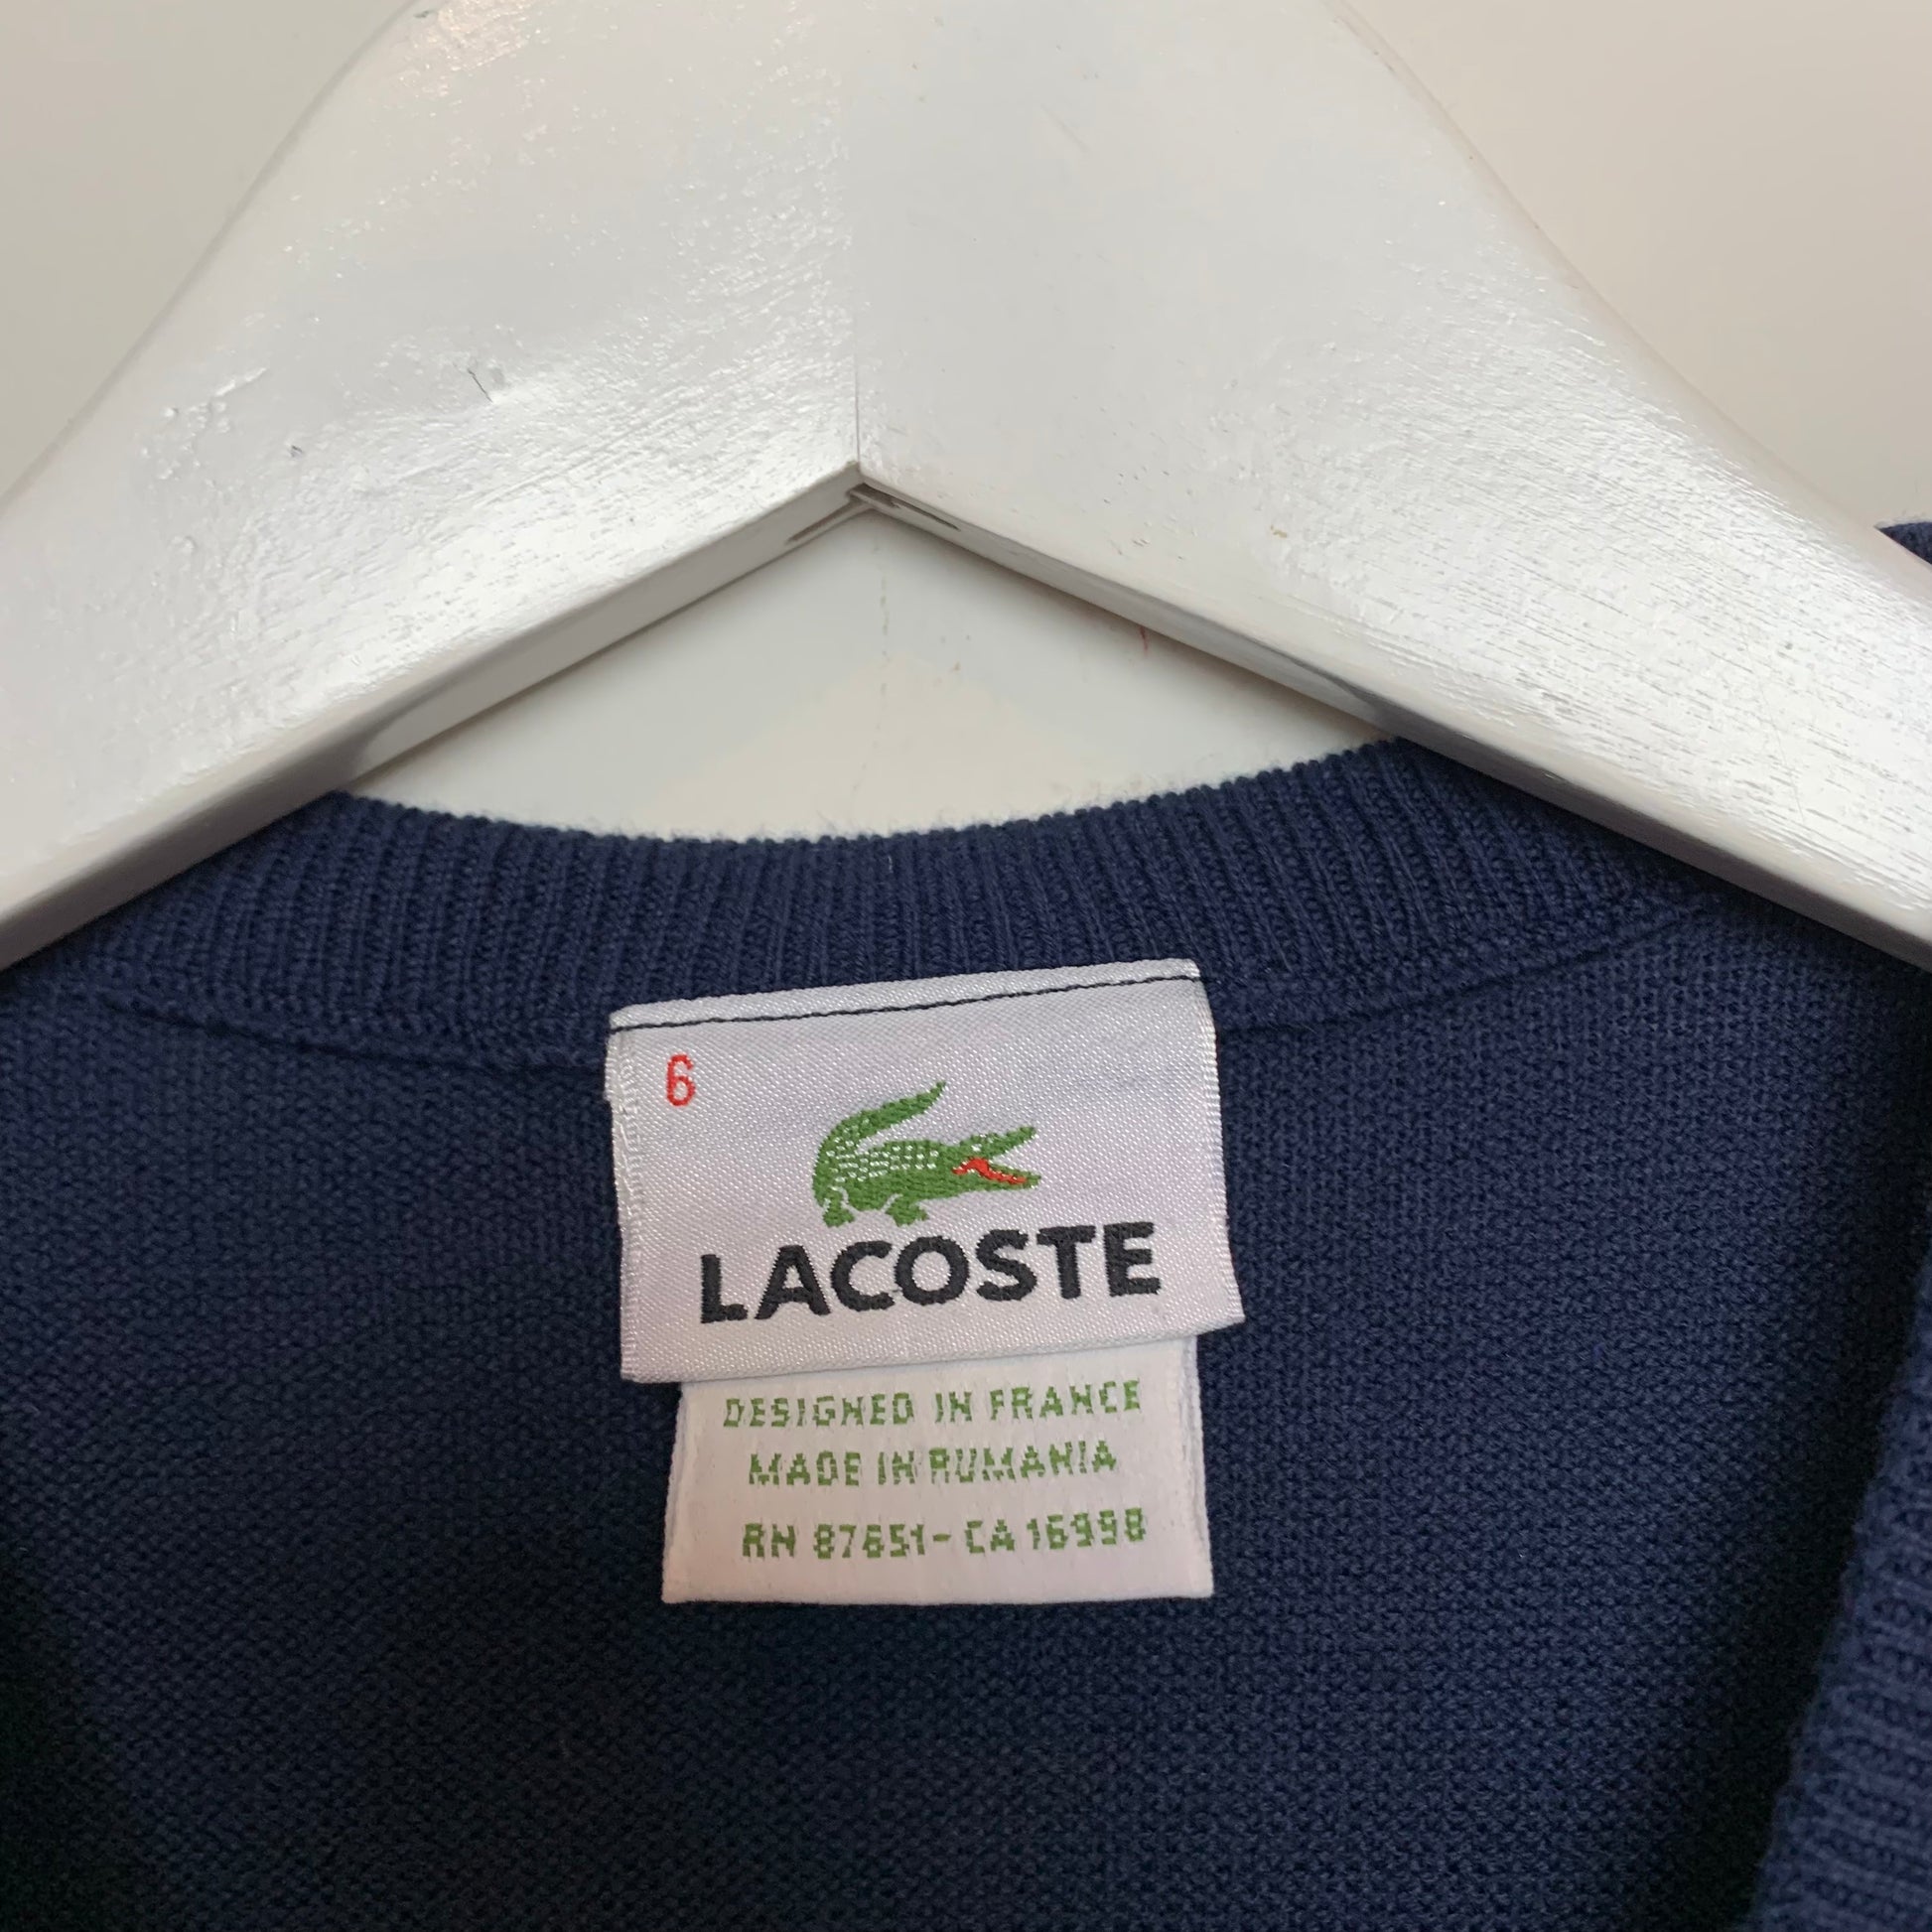 6
LACOSTE
DESIGNED IN FRANCE
MADE IN RUMANIA
RN 87651-CA 16998